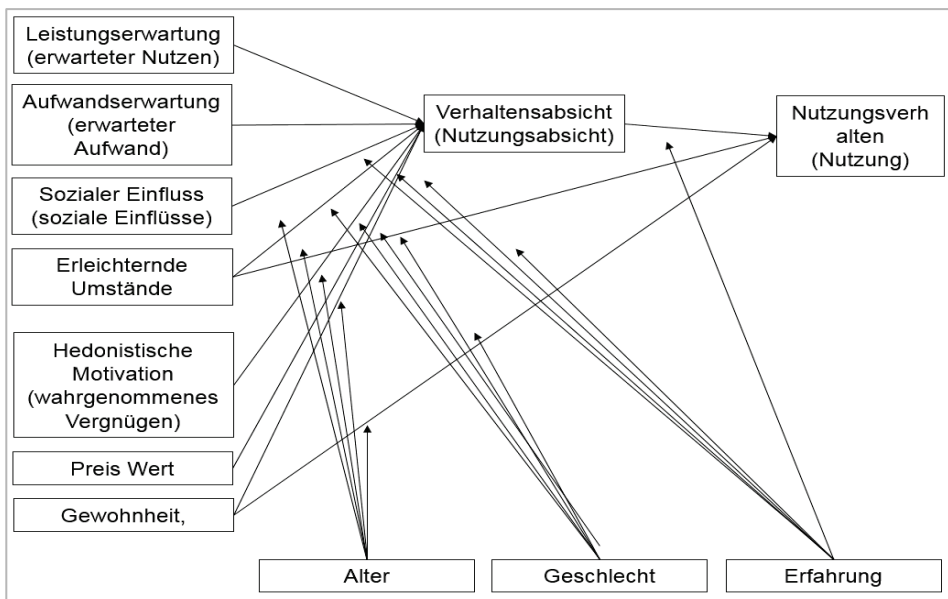 Leistungserwartung
(erwarteter Nutzen)
Aufwandserwartung
(erwarteter
Aufwand)
Sozialer Einfluss
(soziale Einflüsse)
Erleichternde
Umstände
Hedonistische
Motivation
(wahrgenommenes
Vergnügen)
Preis Wert
Gewohnheit,
Verhaltensabsicht
(Nutzungsabsicht)
Nutzungsverh
alten
(Nutzung)
Alter
Geschlecht
Erfahrung